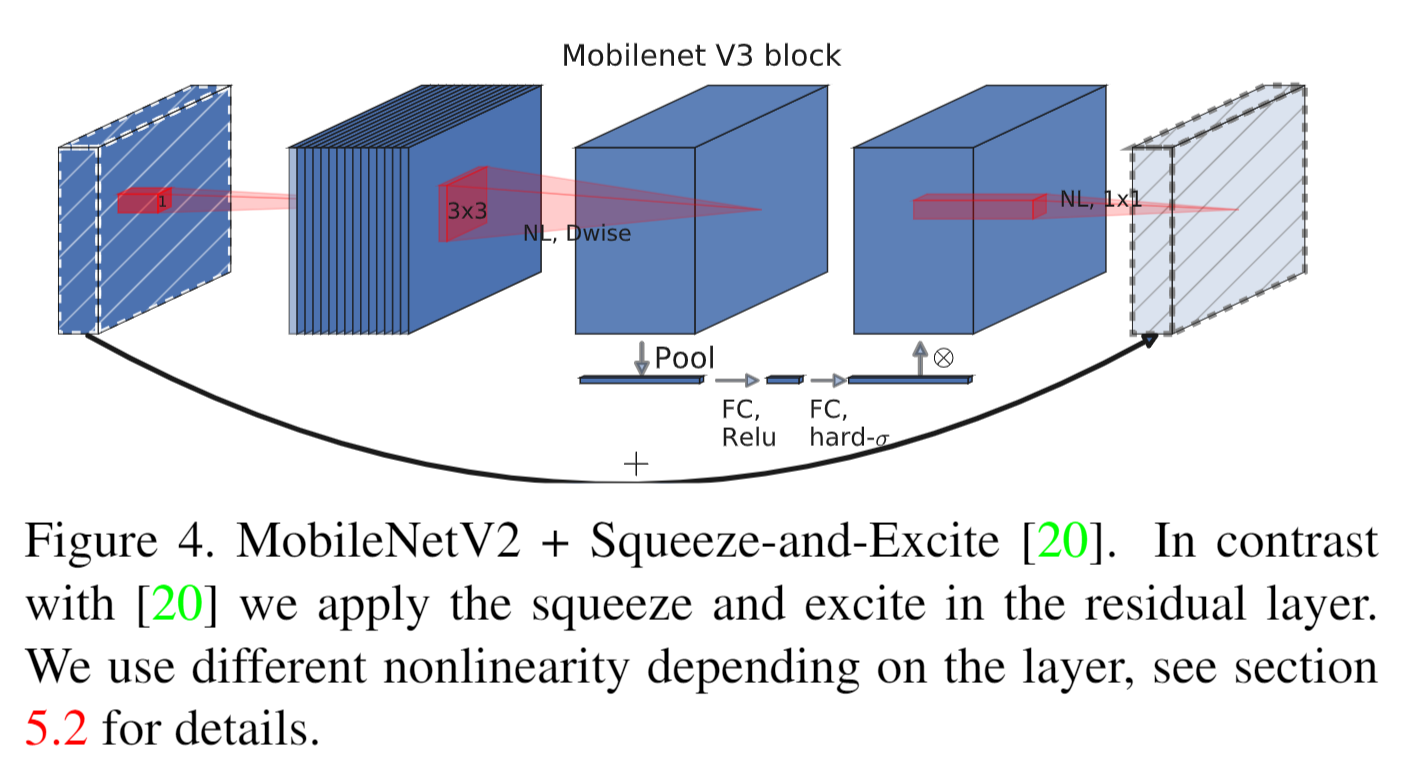 Mobilenet V3 block
1
3x3
NL, Dwise
NL, 1x1
Pool
⊗
FC,
Relu
FC,
hard-σ
+
Figure 4. MobileNetV2 + Squeeze-and-Excite [20]. In contrast
with [20] we apply the squeeze and excite in the residual layer.
We use different nonlinearity depending on the layer, see section
5.2 for details.